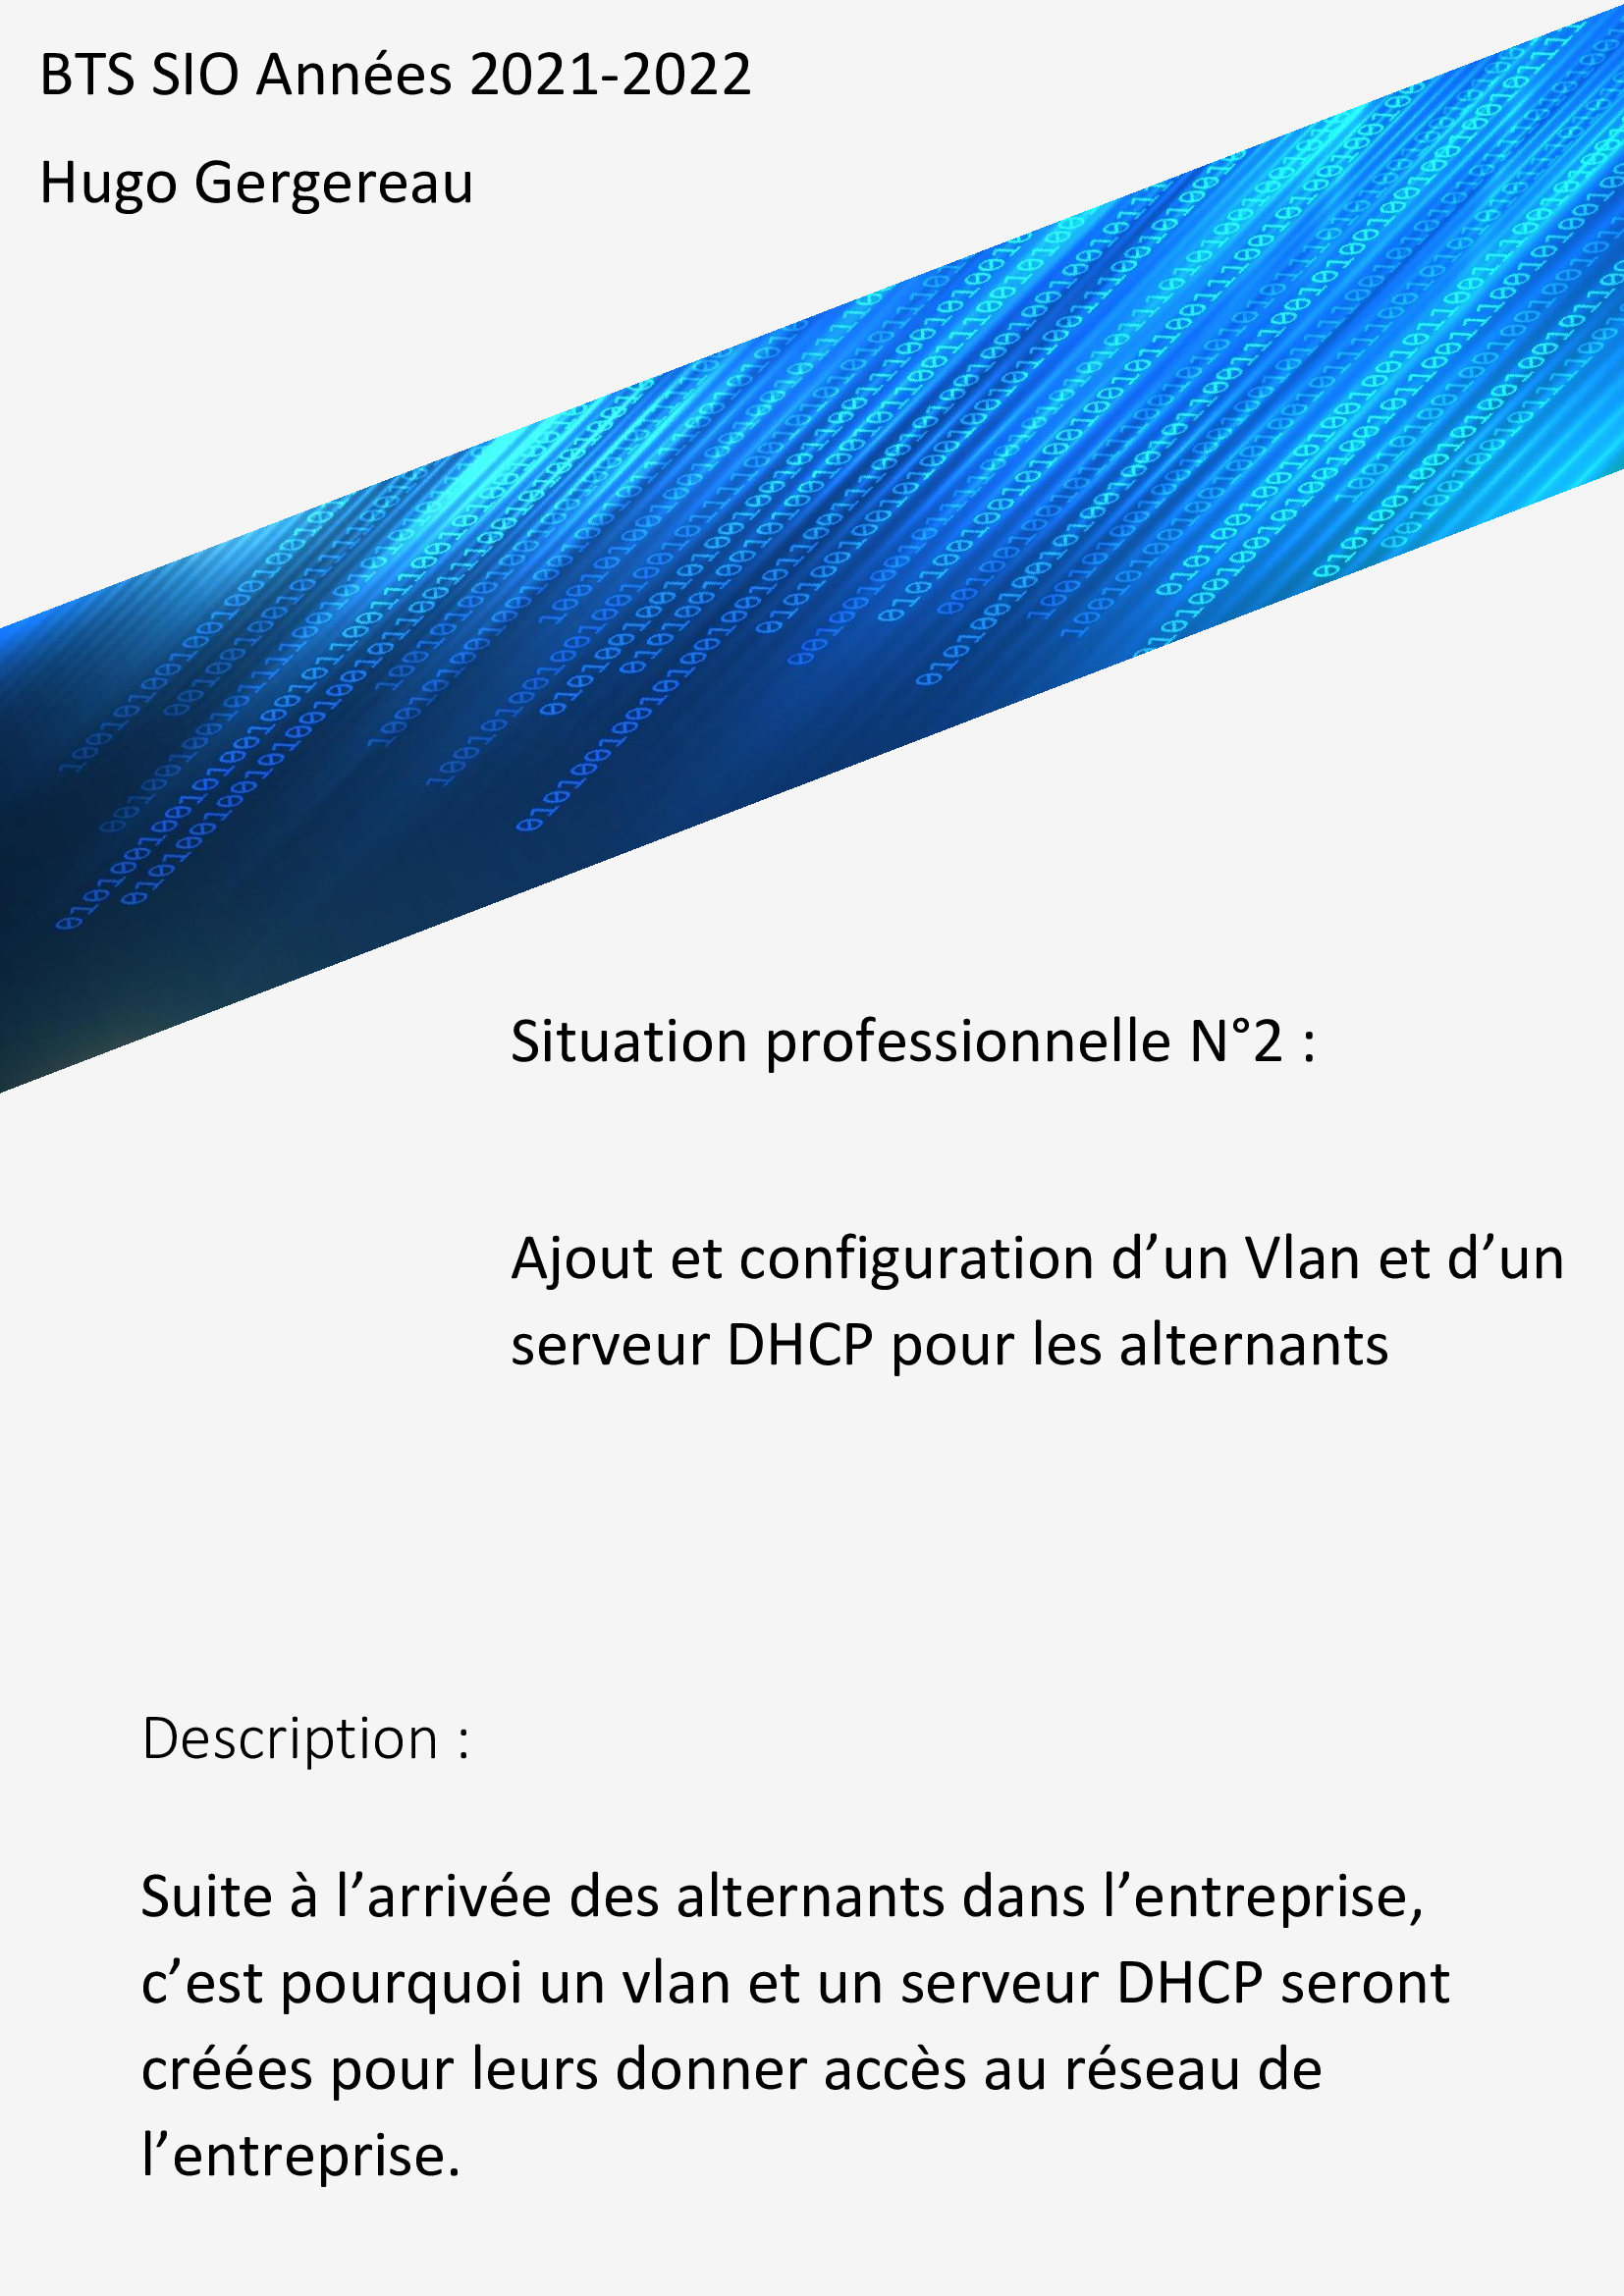 BTS SIO Années 2021-2022
Hugo Gergereau
Situation professionnelle N°2 :
Ajout et configuration d’un Vlan et d’un
serveur DHCP pour les alternants
Description :
Suite à l’arrivée des alternants dans l’entreprise,
c’est pourquoi un vlan et un serveur DHCP seront
créées pour leurs donner accès au réseau de
l’entreprise.